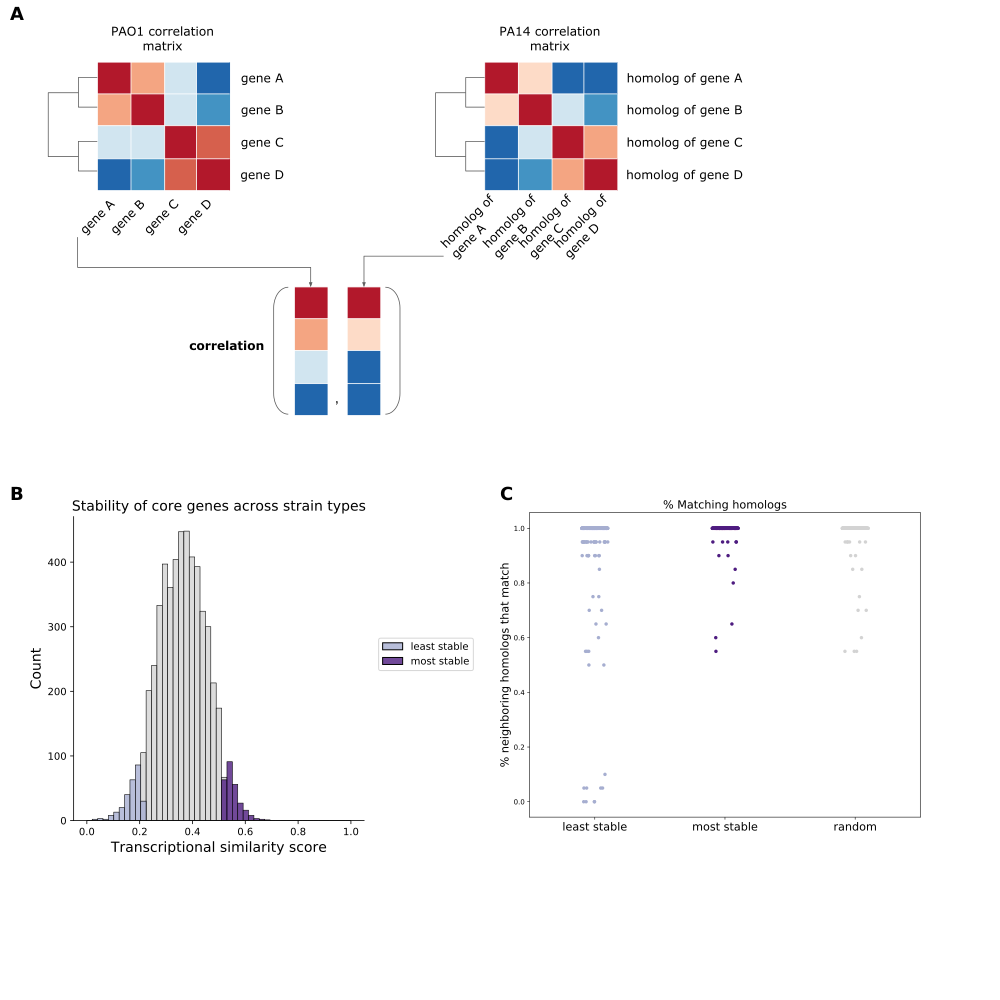 A
PAO1 correlation
matrix
gene A
gene B
gene C
gene D
gene A
gene B
gene C
gene D
PA14 correlation
matrix
homolog of gene A
homolog of gene B
homolog of gene C
homolog of gene D
homolog of
gene A
homolog of
gene B
homolog of
gene C
homolog of
gene D
correlation
,
B
Stability of core genes across strain types
Count
400
300
200
100
0
0.0 0.2 0.4 0.6 0.8 1.0
Transcriptional similarity score
least stable
most stable
C
% Matching homologs
% neighboring homologs that match
1.0
0.8
0.6
0.4
0.2
0.0
least stable most stable random